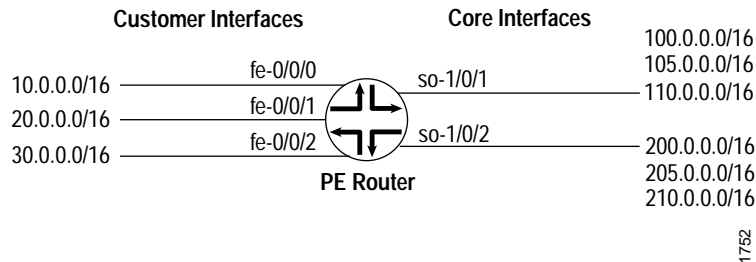 Customer Interfaces
Core Interfaces
10.0.0.0/16
20.0.0.0/16
30.0.0.0/16
fe-0/0/0
fe-0/0/1
fe-0/0/2
PE Router
so-1/0/1
so-1/0/2
100.0.0.0/16
105.0.0.0/16
110.0.0.0/16
200.0.0.0/16
205.0.0.0/16
210.0.0.0/16
1752